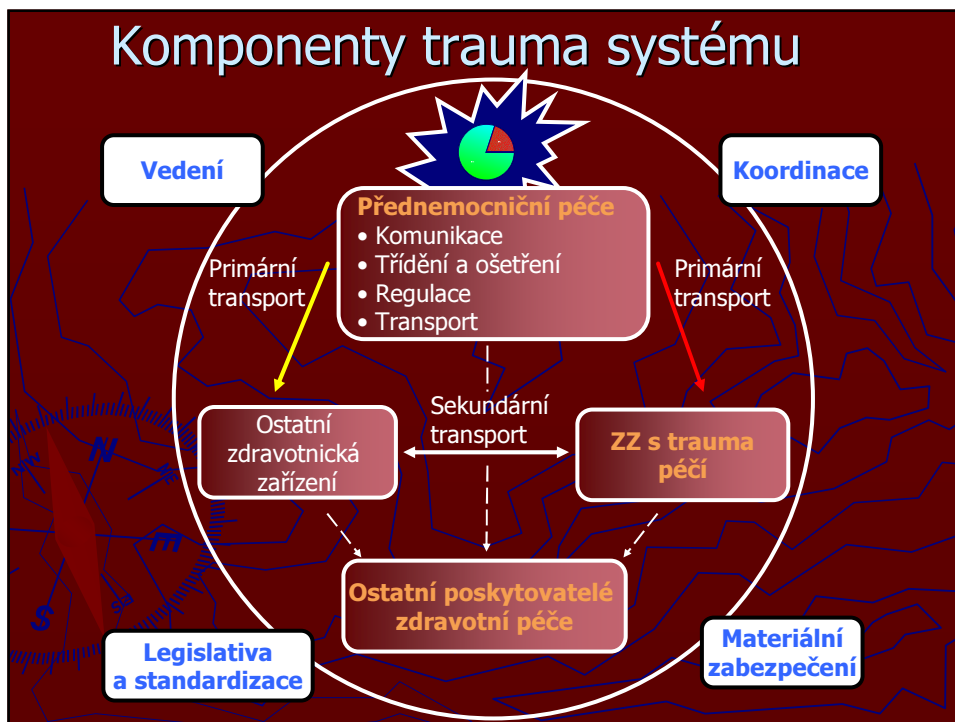 Komponenty trauma systému
Vedení
Koordinace
Přednemocniční péče
• Komunikace
• Třídění a ošetření
• Regulace
• Transport
Primární
transport
Primární
transport
Sekundární
transport
Ostatní
zdravotnická
zařízení
ZZ s trauma
péčí
Ostatní poskytovatelé
zdravotní péče
Legislativa
a standardizace
Materiální
zabezpečení
N
NW
m
S